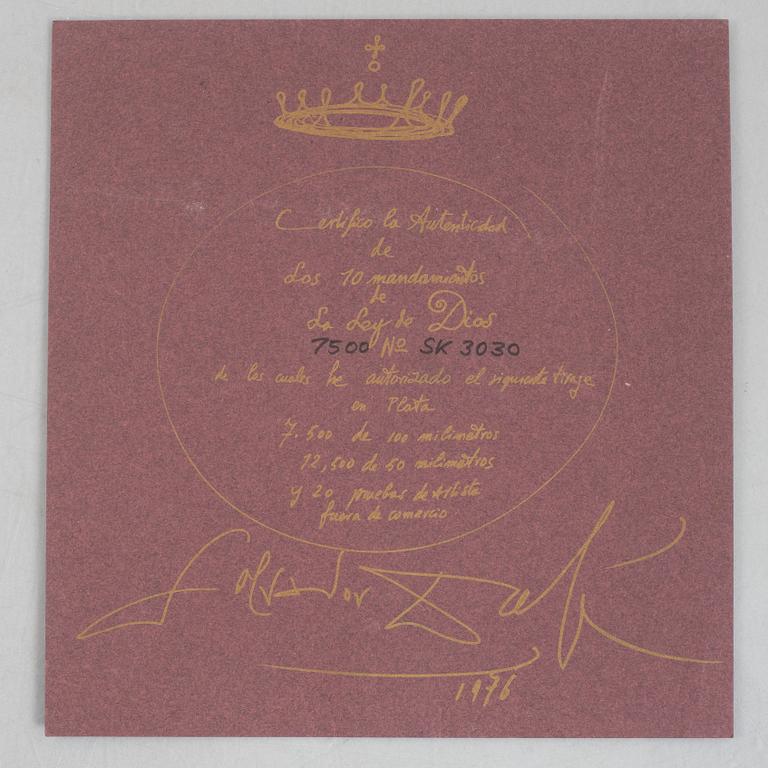 Certifico la Autenticidad
de
Los 10 mandamientos
de
La Ley de Dios
7500 Nº SK 3030
de los cuales he autorizado el siguiente tiraje
en Plata
7.500 de 100 milimetros
12,500 de 50 milimetros
y 20 pruebas de Artista
fuera de comercio
Salvador Dalí
1976